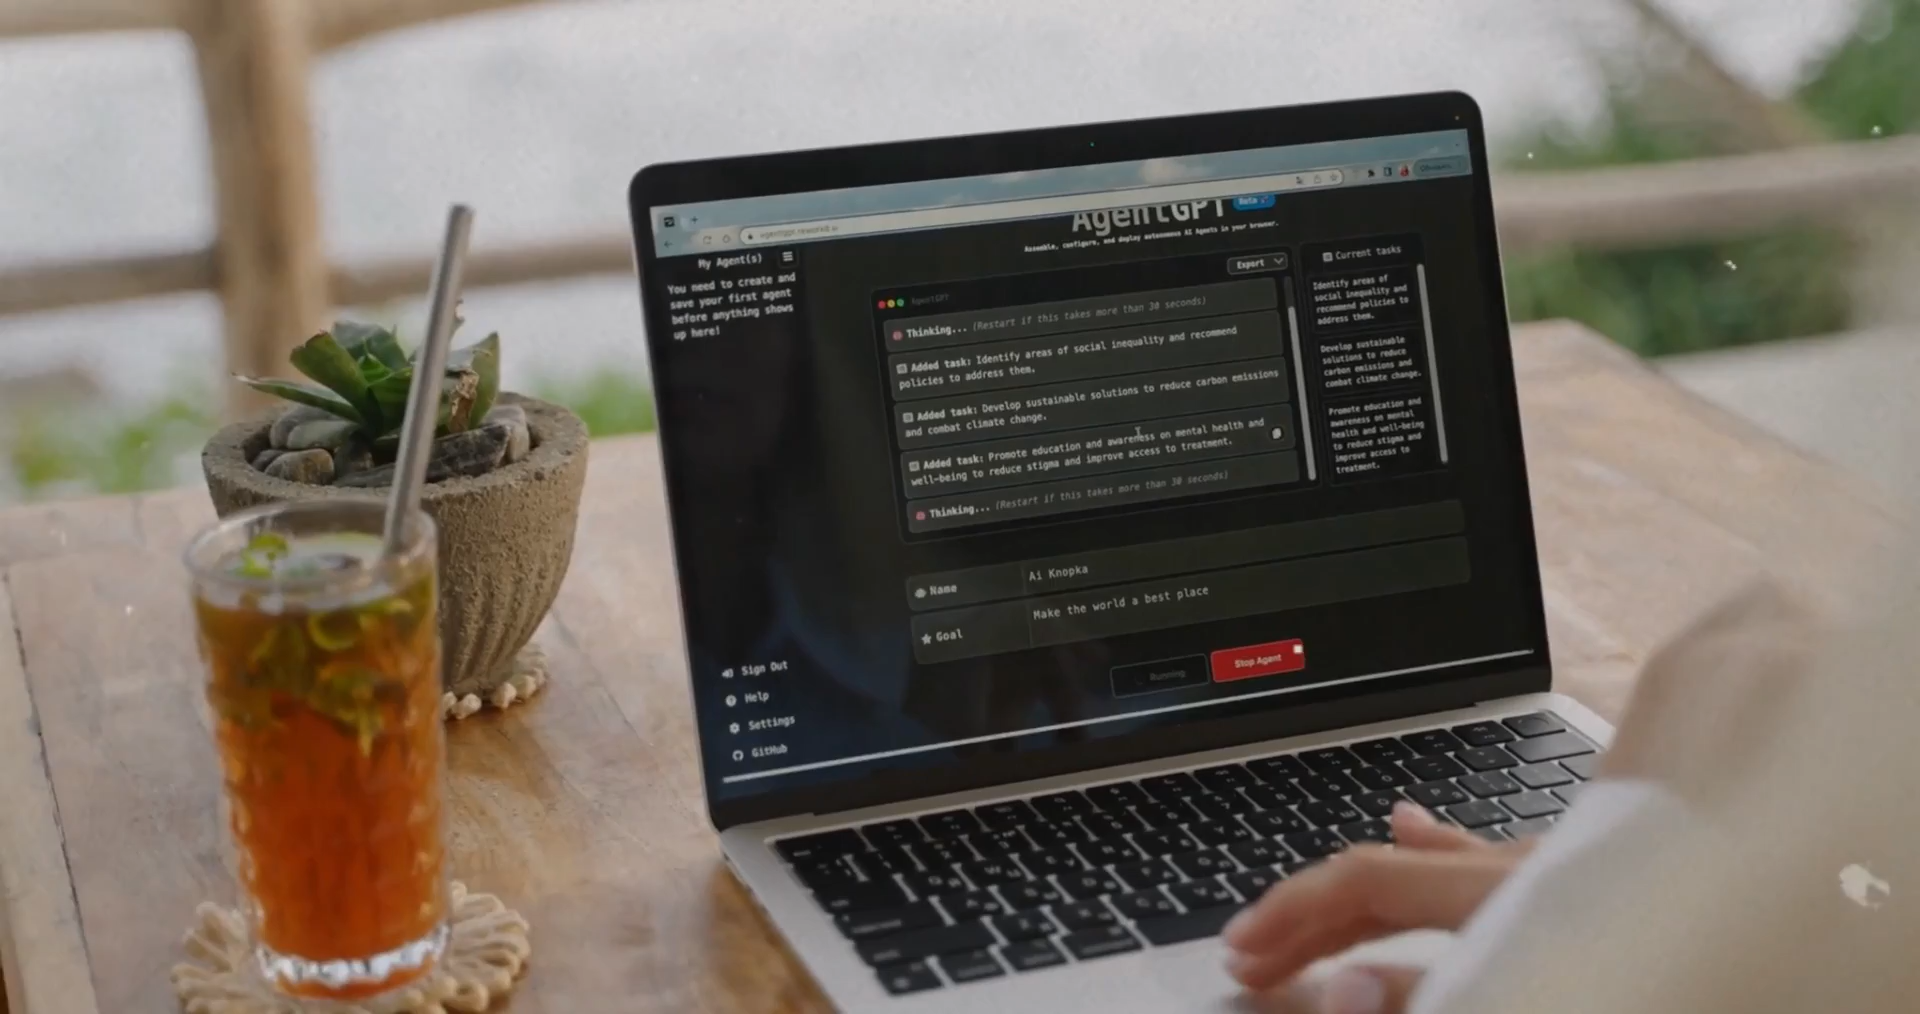 AgentGPT Beta
Assemble, configure, and deploy autonomous AI Agents in your browser.
My Agent(s)
You need to create and
save your first agent
before anything shows
up here!
Export
AgentGPT
Thinking... (Restart if this takes more than 30 seconds)
Added task: Identify areas of social inequality and recommend
policies to address them.
Added task: Develop sustainable solutions to reduce carbon emissions
and combat climate change.
Added task: Promote education and awareness on mental health and
well-being to reduce stigma and improve access to treatment.
Thinking... (Restart if this takes more than 30 seconds)
Current tasks
Identify areas of
social inequality and
recommend policies to
address them.
Develop sustainable
solutions to reduce
carbon emissions and
combat climate change.
Promote education and
awareness on mental
health and well-being
to reduce stigma and
improve access to
treatment.
Name
Ai Knopka
Goal
Make the world a best place
Running
Stop Agent
Sign Out
Help
Settings
GitHub